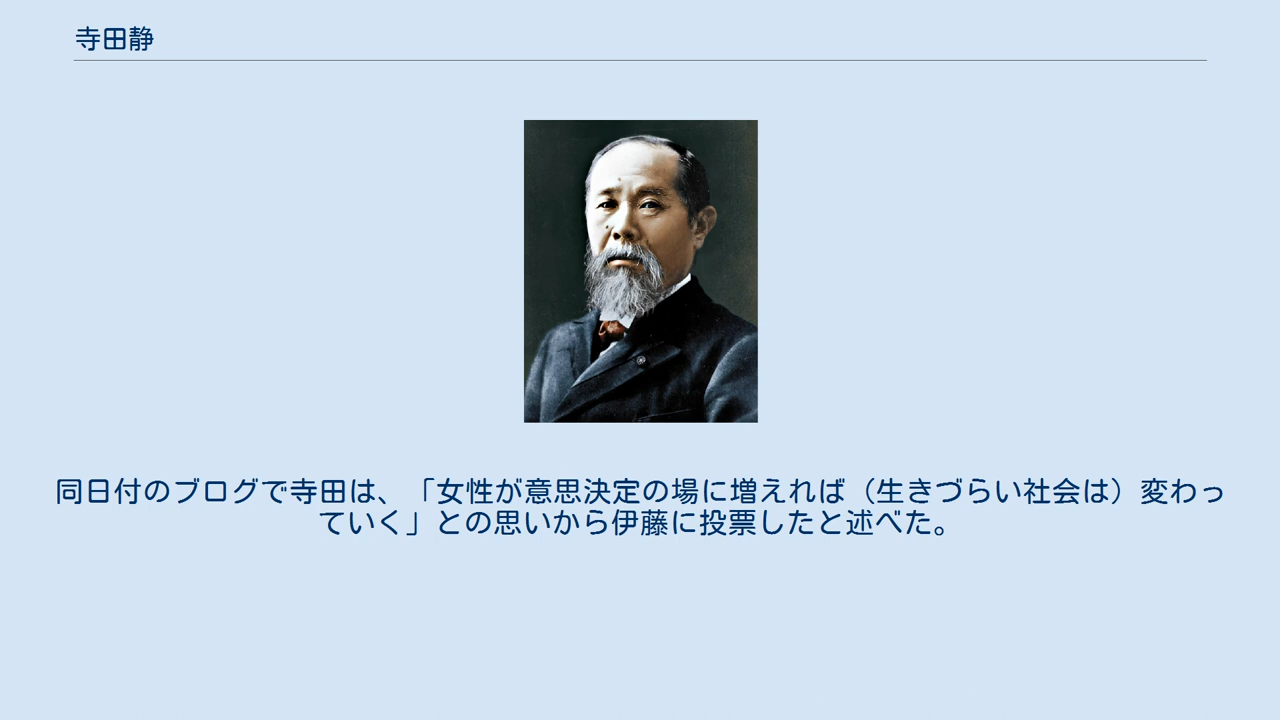 寺田静
同日付のブログで寺田は、「女性が意思決定の場に増えれば（生きづらい社会は）変わっ
ていく」との思いから伊藤に投票したと述べた。